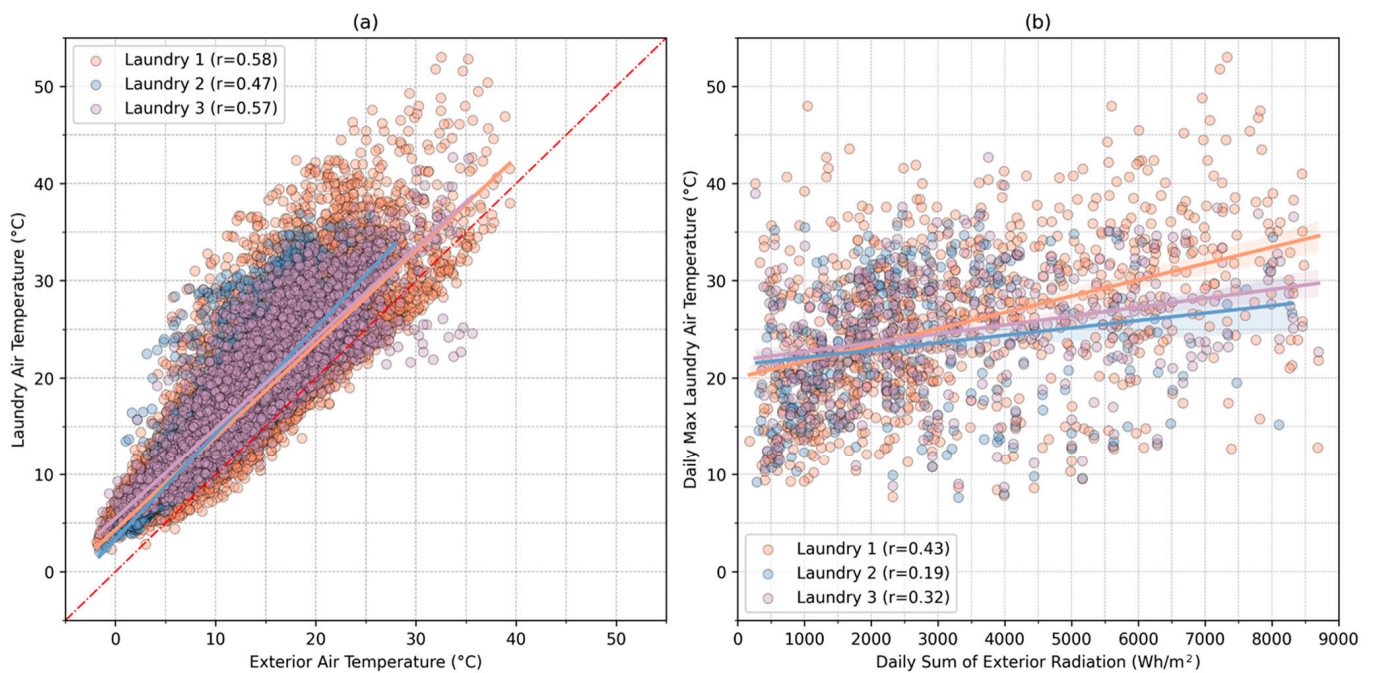 (a)
Laundry 1 (r=0.58)
Laundry 2 (r=0.47)
Laundry 3 (r=0.57)
Laundry Air Temperature (°C)
50
40
30
20
10
0
0 10 20 30 40 50
Exterior Air Temperature (°C)
(b)
Daily Max Laundry Air Temperature (°C)
50
40
30
20
10
0
Laundry 1 (r=0.43)
Laundry 2 (r=0.19)
Laundry 3 (r=0.32)
0 1000 2000 3000 4000 5000 6000 7000 8000 9000
Daily Sum of Exterior Radiation (Wh/m²)